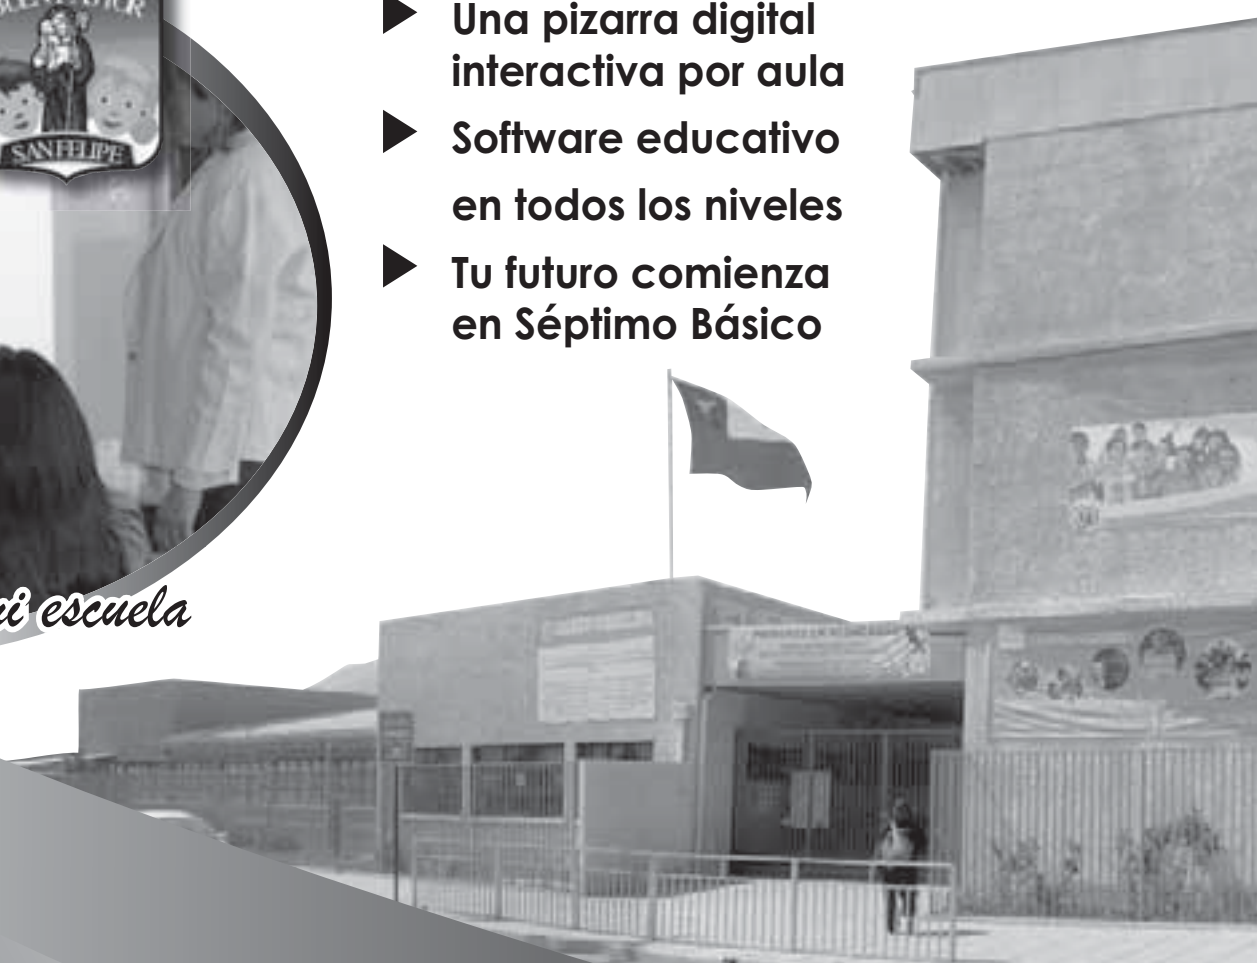 Una pizarra digital
interactiva por aula
Software educativo
en todos los niveles
Tu futuro comienza
en Séptimo Básico
SAN FELIPE
escuela